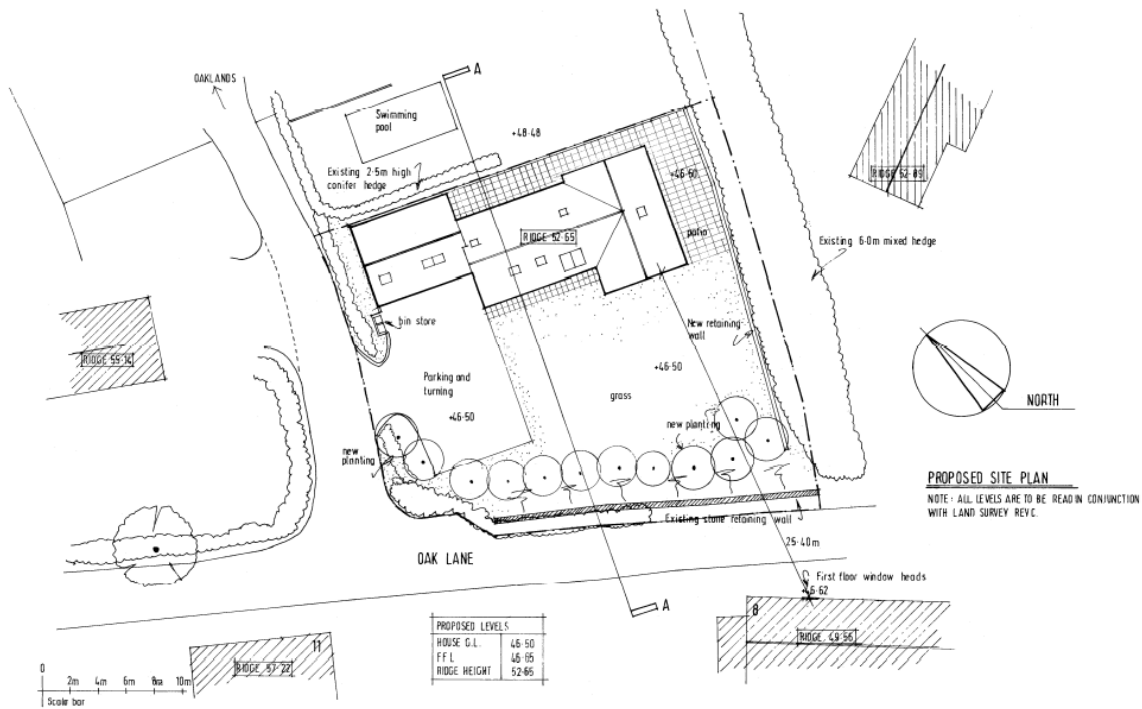 OAKLANDS
A
Swimming
pool
+48·48
Existing 2·5m high
conifer hedge
+46·50
RIDGE 52·65
patio
RIDGE 52·89
Existing 6·0m mixed hedge
bin store
New retaining
wall
RIDGE 55·14
Parking and
turning
+46·50
+46·50
grass
NORTH
new planting
new
planting
PROPOSED SITE PLAN
NOTE: ALL LEVELS ARE TO BE READ IN CONJUNCTION
WITH LAND SURVEY REV C.
Existing stone retaining wall
25·40m
OAK LANE
First floor window heads
+46·62
A
8
RIDGE 49·56
PROPOSED LEVELS
HOUSE G.L. 46·50
FFL 46·65
RIDGE HEIGHT 52·65
11
RIDGE 57·22
0 2m 4m 6m 8m 10m
Scale bar